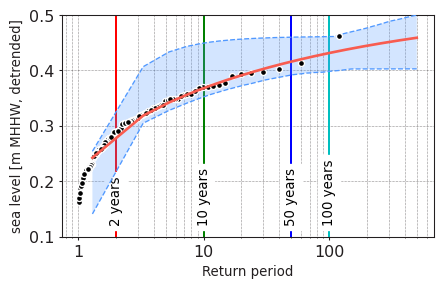 sea level [m MHHW, detrended]
0.5
0.4
0.3
0.2
0.1
2 years
10 years
50 years
100 years
1
10
100
Return period